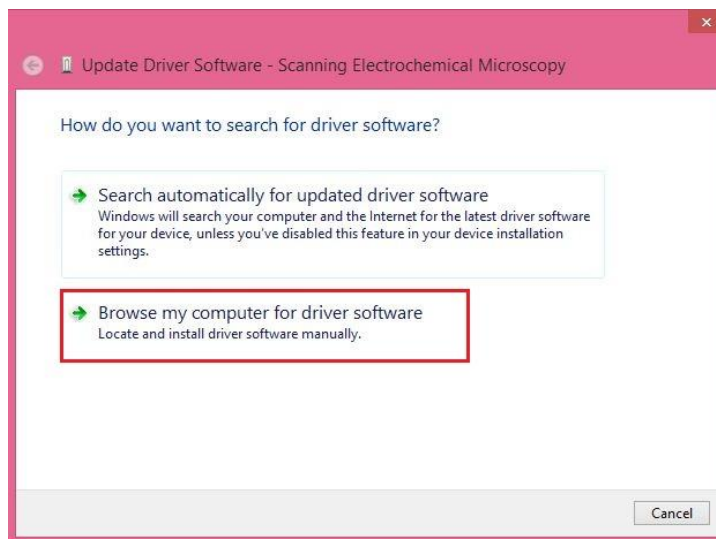 Update Driver Software - Scanning Electrochemical Microscopy
How do you want to search for driver software?
Search automatically for updated driver software
Windows will search your computer and the Internet for the latest driver software
for your device, unless you've disabled this feature in your device installation
settings.
Browse my computer for driver software
Locate and install driver software manually.
Cancel